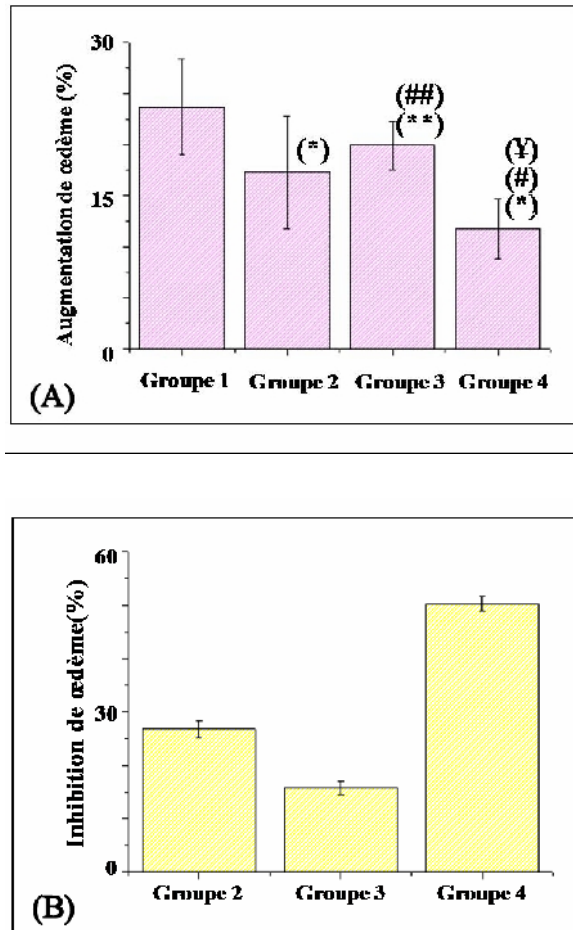 30
Augmentation de œdème (%)
15
0
(*)
(##)
(**)
(¥)
(#)
(*)
Groupe 1 Groupe 2 Groupe 3 Groupe 4
(A)
60
Inhibition de œdème(%)
30
0
Groupe 2 Groupe 3 Groupe 4
(B)